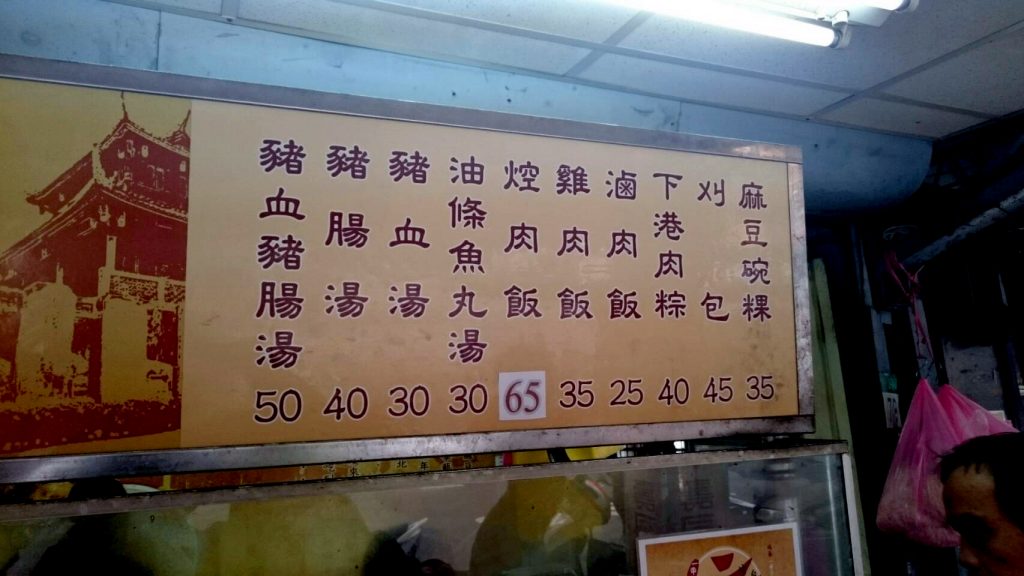 麻豆碗粿 35
刈包 45
下港肉粽 40
滷肉飯 25
雞肉飯 35
焢肉飯 65
油條魚丸湯 30
豬血湯 30
豬腸湯 40
豬血豬腸湯 50